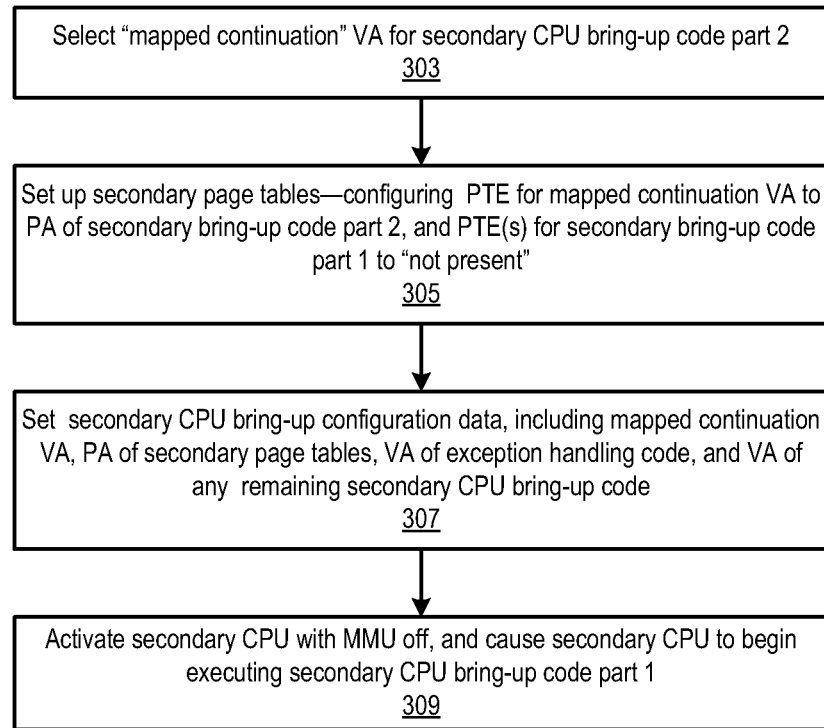 Select “mapped continuation” VA for secondary CPU bring-up code part 2
303
Set up secondary page tables—configuring PTE for mapped continuation VA to
PA of secondary bring-up code part 2, and PTE(s) for secondary bring-up code
part 1 to “not present”
305
Set secondary CPU bring-up configuration data, including mapped continuation
VA, PA of secondary page tables, VA of exception handling code, and VA of
any remaining secondary CPU bring-up code
307
Activate secondary CPU with MMU off, and cause secondary CPU to begin
executing secondary CPU bring-up code part 1
309